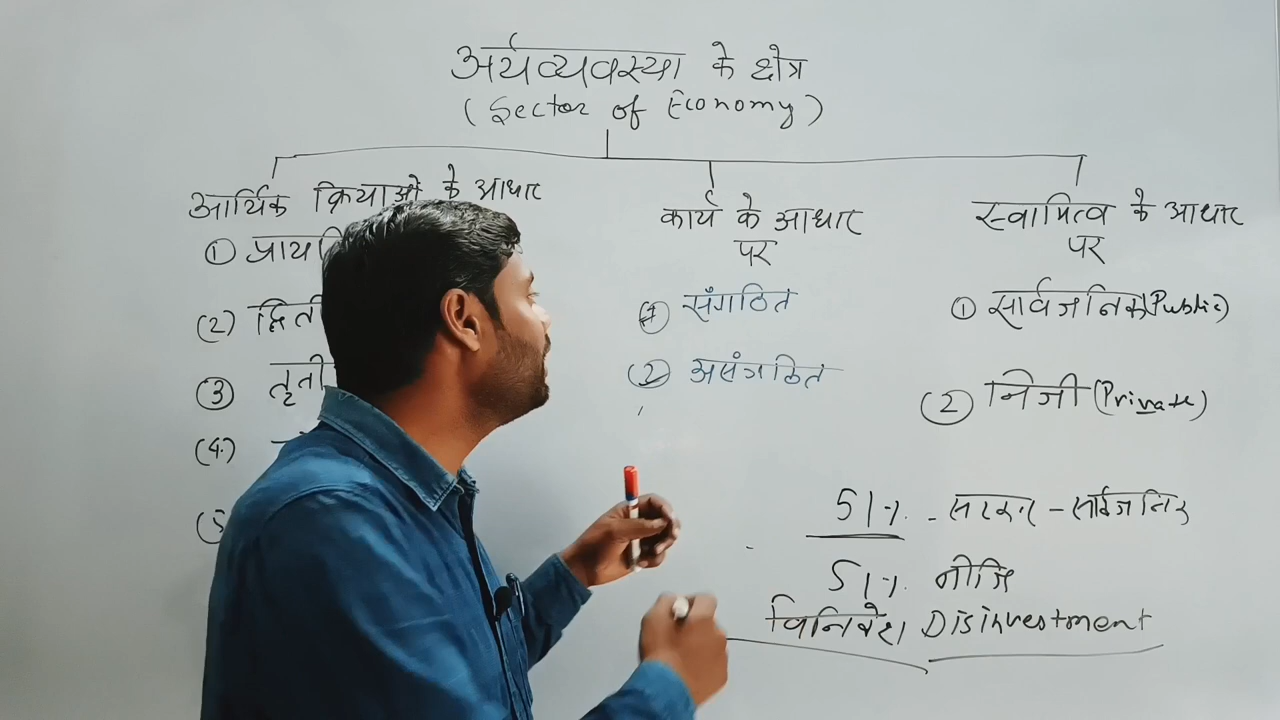 अर्थव्यवस्था के क्षेत्र
(Sector of Economy)
आर्थिक क्रियाओं के आधार
① प्राथमि
(2) द्विती
③ तृती
(4)
(5
कार्य के आधार
पर
① संगठित
② असंगठित
स्वामित्व के आधार
पर
① सार्वजनिक (Public)
② निजी (Private)
51% - सरकार - सार्वजनिक
51% नीजि
विनिवेश Disinvestment